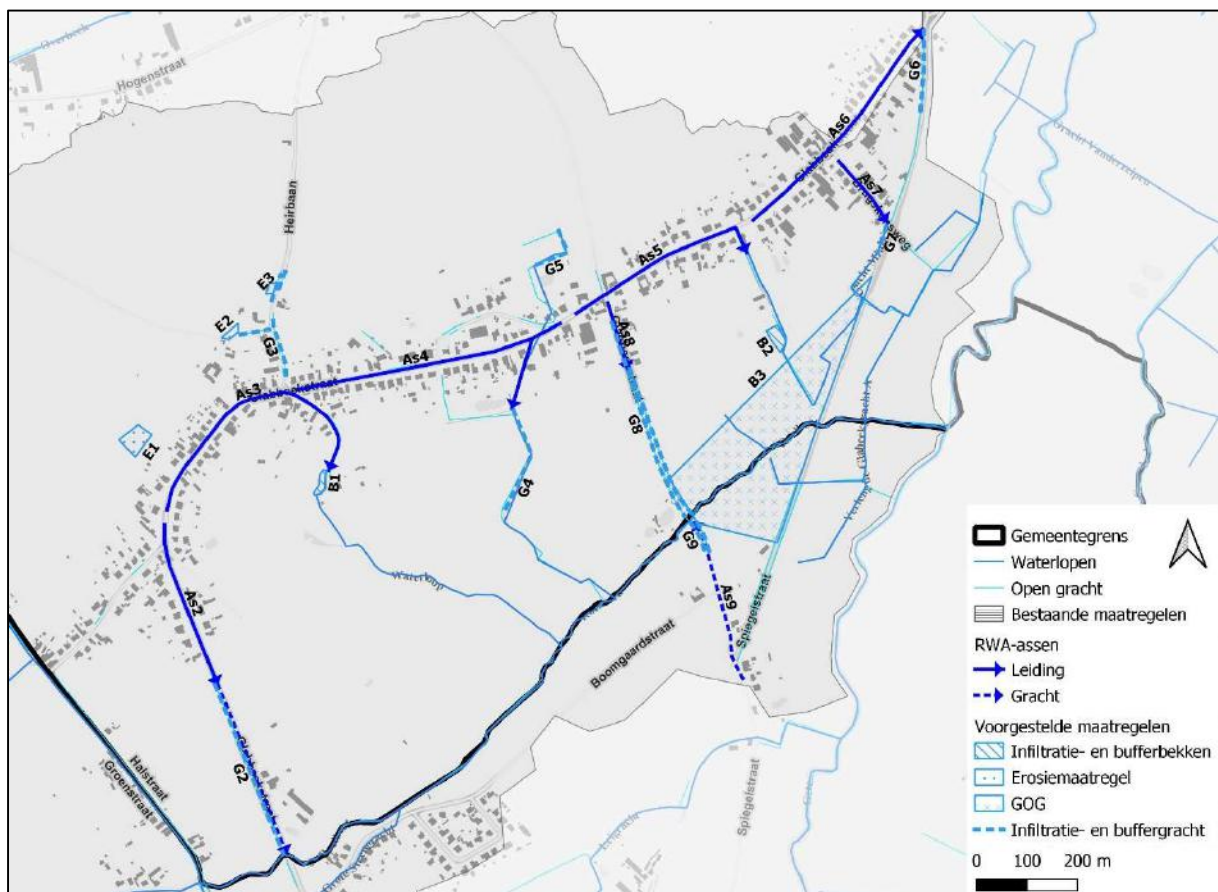 Hogenstraat
Heirbaan
G6
As6
As7
G7
G5
As5
E3
E2
G3
As8
B2
B3
As4
As3
E1
B1
G8
G4
Waterloop
G9
As2
As9
Spiegelstraat
Boomgaardstraat
G2
Halstraat
Groenstraat
Spiegelstraat
Gemeentegrens
Waterlopen
Open gracht
Bestaande maatregelen
RWA-assen
Leiding
Gracht
Voorgestelde maatregelen
Infiltratie- en bufferbekken
Erosiemaatregel
GOG
Infiltratie- en buffergracht
0 100 200 m